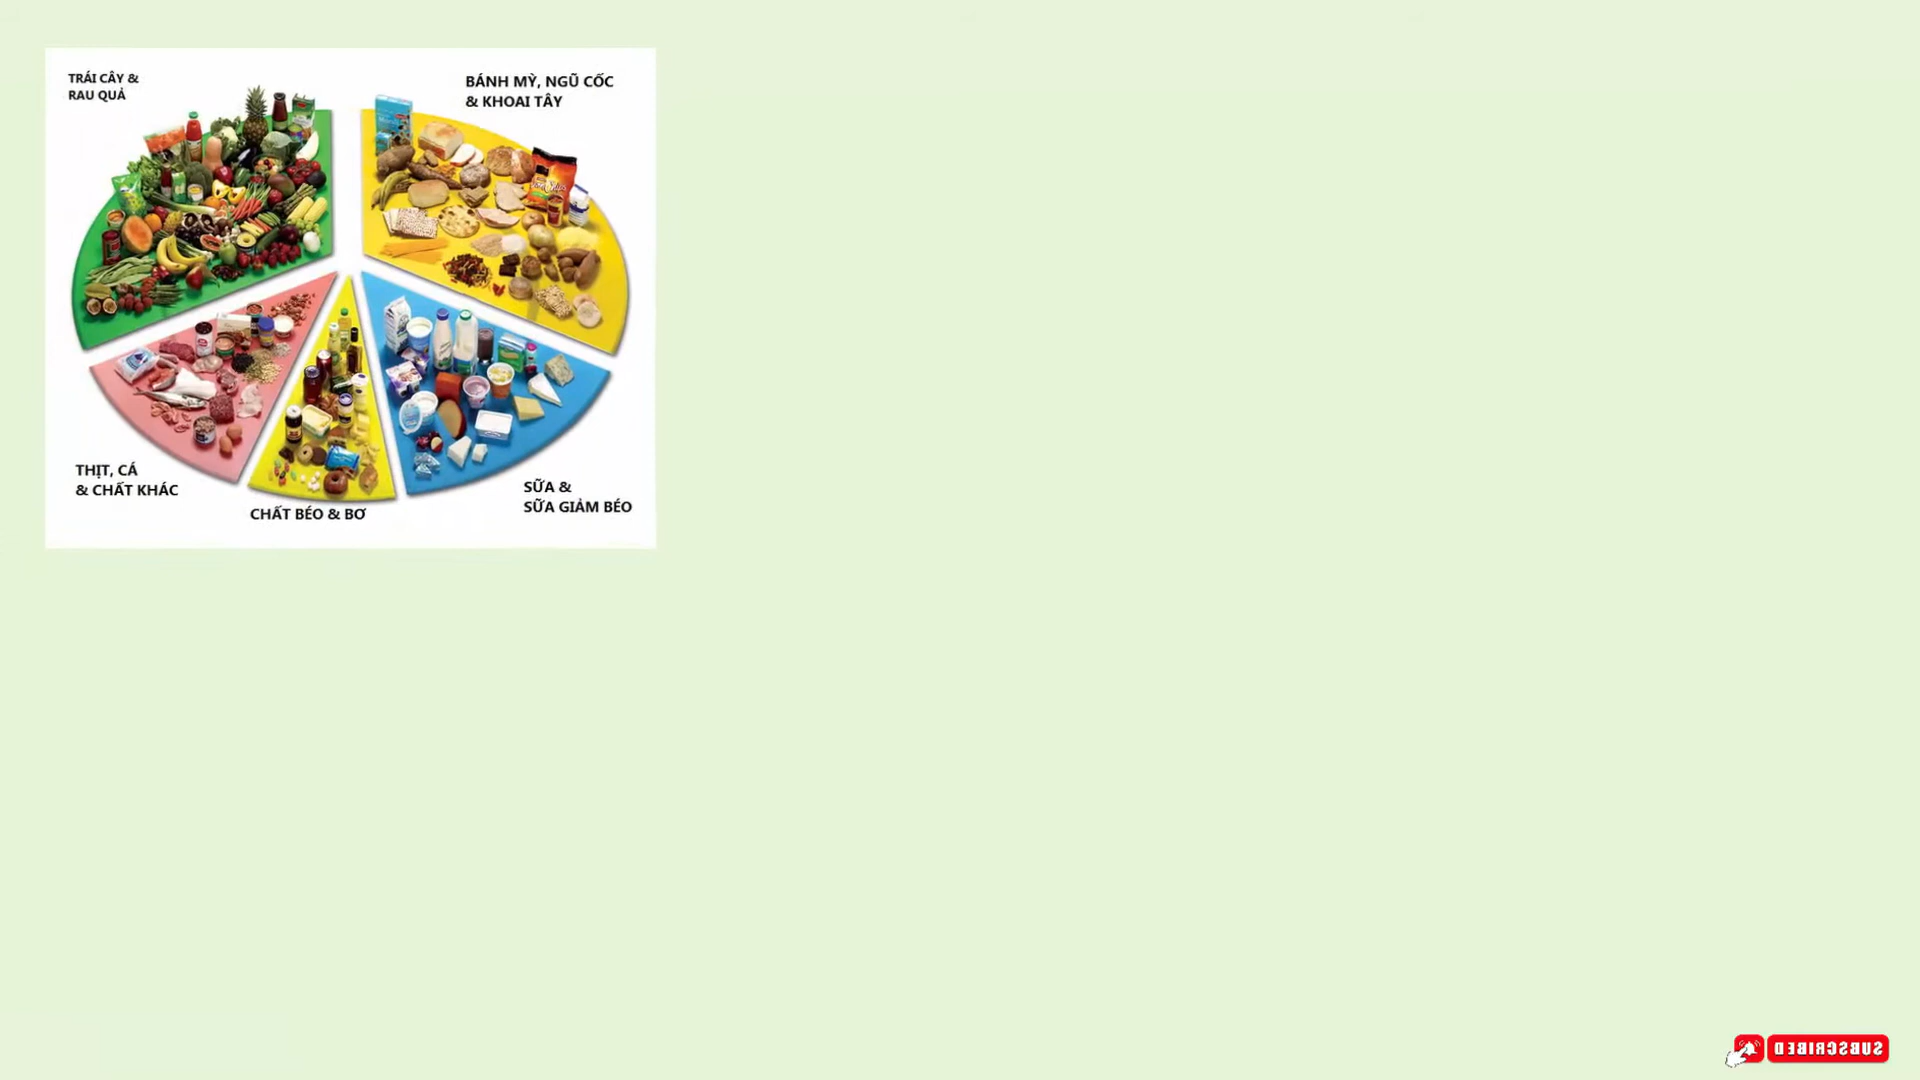 TRÁI CÂY &
RAU QUẢ
BÁNH MỲ, NGŨ CỐC
& KHOAI TÂY
THỊT, CÁ
& CHẤT KHÁC
CHẤT BÉO & BƠ
SỮA &
SỮA GIẢM BÉO
SUBSCRIBED